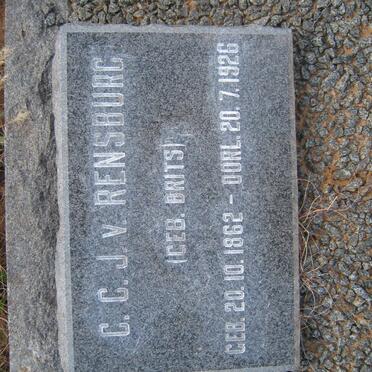 C. C. J. V. RENSBURG
(GEB. BRITS)
GEB. 20. 10. 1862 — OORL. 20. 7. 1926